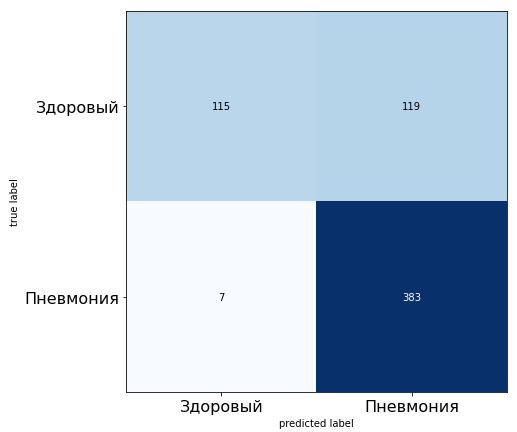 Здоровый
115
119
true label
Пневмония
7
383
Здоровый
Пневмония
predicted label